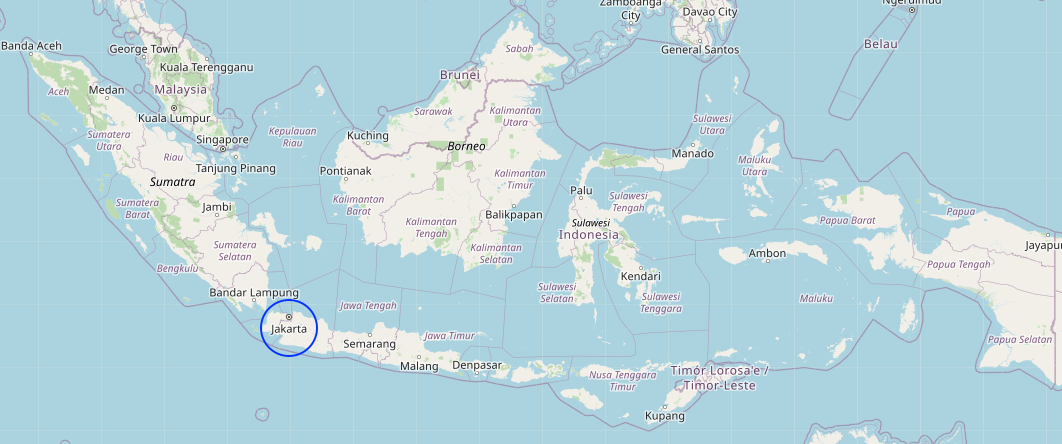 Zamboanga
City
Davao City
Ngerulmud
Banda Aceh
George Town
Kuala Terengganu
Sabah
General Santos
Belau
Brunei
Malaysia
Aceh
Medan
Kuala Lumpur
Sarawak
Kalimantan
Utara
Sulawesi
Utara
Kepulauan
Riau
Kuching
Sumatera
Utara
Singapore
Borneo
Manado
Riau
Tanjung Pinang
Pontianak
Maluku
Utara
Sumatra
Kalimantan
Timur
Palu
Sumatera
Barat
Jambi
Kalimantan
Barat
Sulawesi
Tengah
Balikpapan
Papua Barat
Papua
Kalimantan
Tengah
Sulawesi
Indonesia
Sumatera
Selatan
Kalimantan
Selatan
Jayapur
Ambon
Bengkulu
Papua Tengah
Kendari
Bandar Lampung
Sulawesi
Selatan
Sulawesi
Tenggara
Maluku
Jawa Tengah
Jakarta
Jawa Timur
Semarang
Papua Selatan
Malang
Denpasar
Nusa Tenggara
Timur
Timór Lorosa'e /
Timor-Leste
Kupang